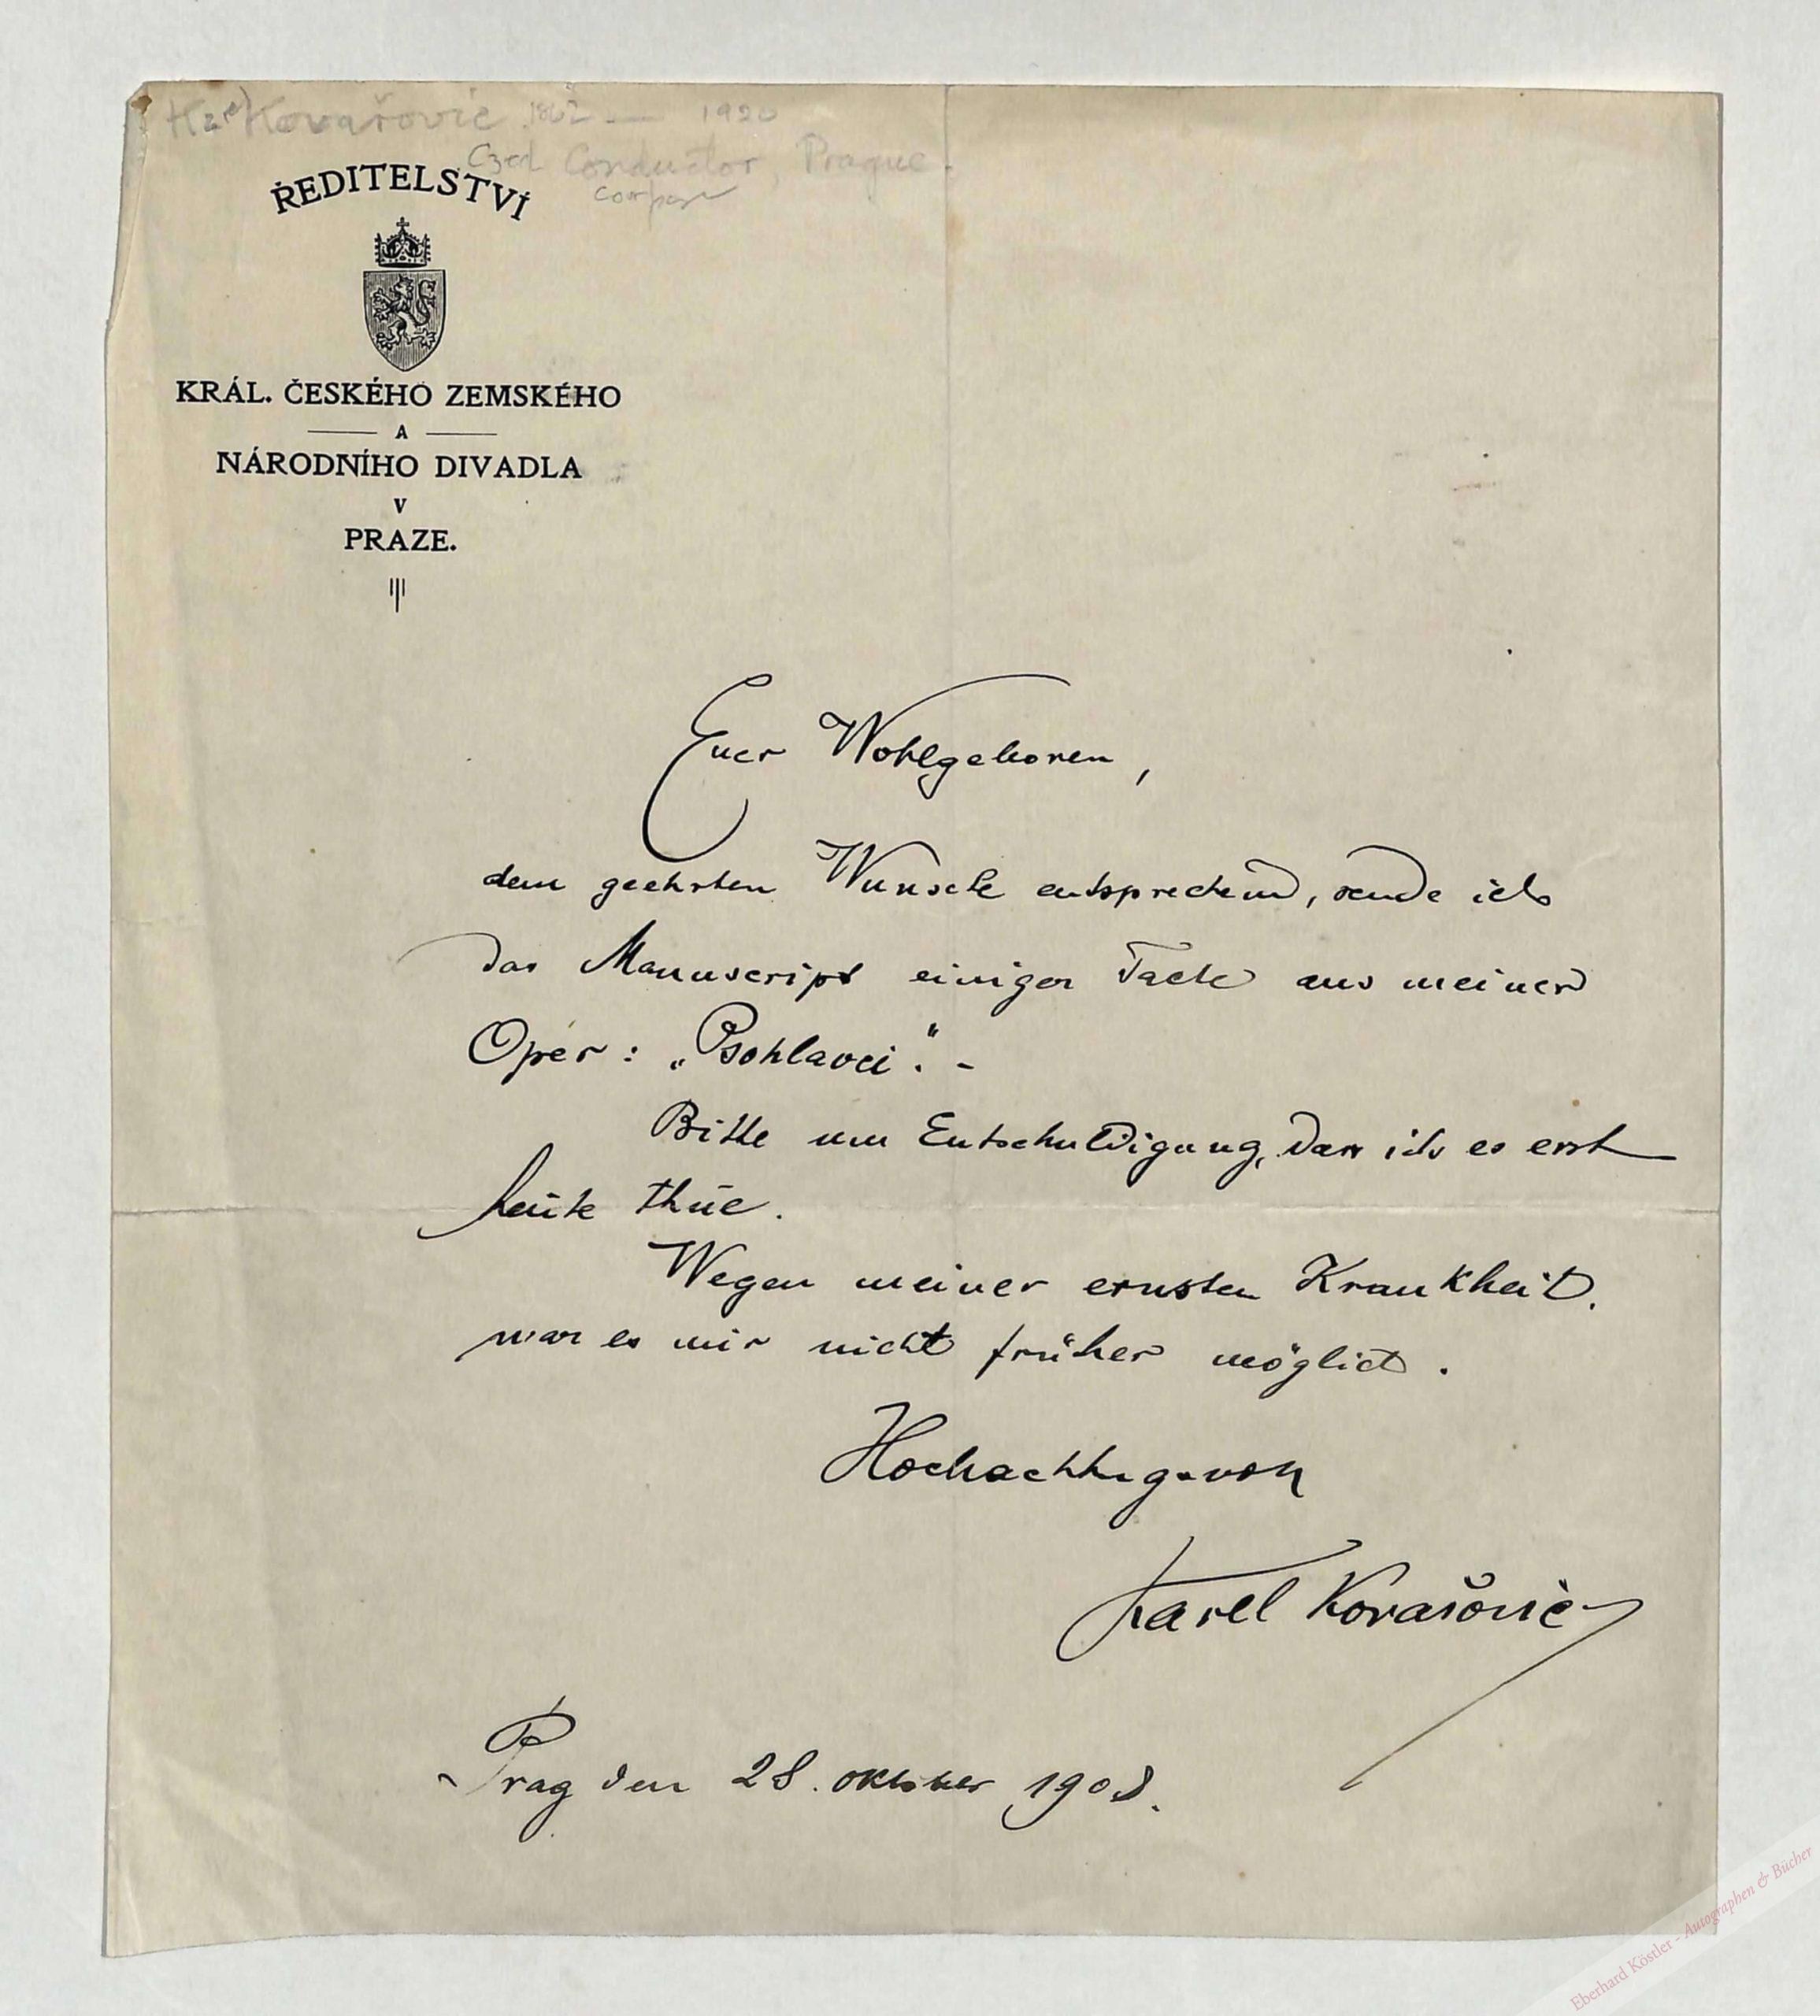 Karel Kovařovic 1862 — 1920
Czech Conductor, Prague.
compos
ŘEDITELSTVÍ
KRÁL. ČESKÉHO ZEMSKÉHO
A
NÁRODNÍHO DIVADLA
V
PRAZE.
Euer Wohlgeboren,
dem geehrten Wunsche entsprechend, sende ich
das Manuscript einiger Tacte aus meiner
Oper: „Psohlavci“. -
Bitte um Entschuldigung, dass ich es erst
heute thue.
Wegen meiner ernsten Krankheit.
war es mir nicht früher möglich.
Hochachtungsvoll
Karel Kovařovic
Prag den 28. Oktober 1908.
Eberhard Köstler - Autographen & Bücher